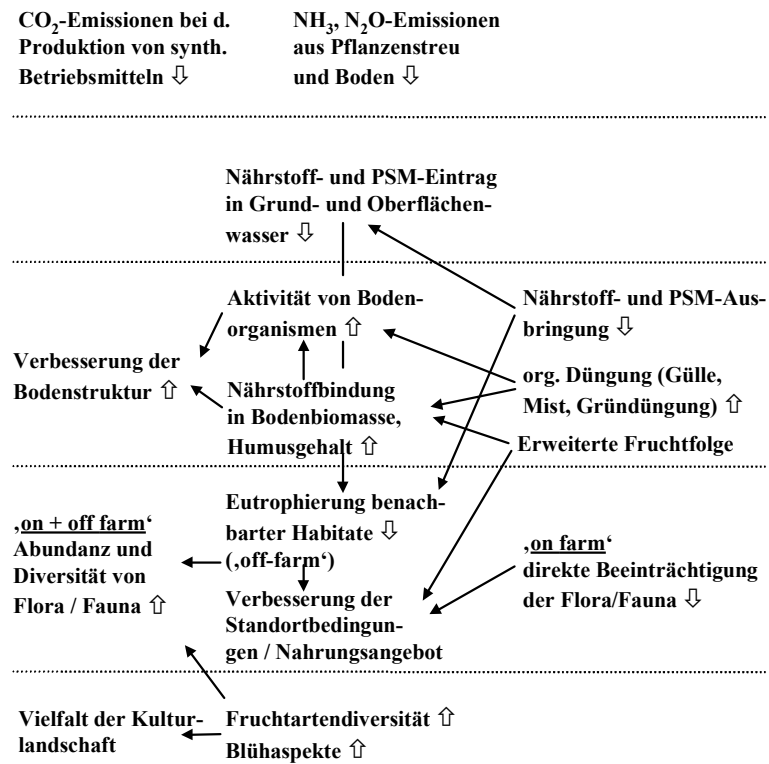 CO₂-Emissionen bei d.
Produktion von synth.
Betriebsmitteln ⇩
NH₃, N₂O-Emissionen
aus Pflanzenstreu
und Boden ⇩
Nährstoff- und PSM-Eintrag
in Grund- und Oberflächen-
wasser ⇩
Aktivität von Boden-
organismen ⇧
Nährstoff- und PSM-Aus-
bringung ⇩
Verbesserung der
Bodenstruktur ⇧
Nährstoffbindung
in Bodenbiomasse,
Humusgehalt ⇧
org. Düngung (Gülle,
Mist, Gründüngung) ⇧
Erweiterte Fruchtfolge
‚on + off farm‘
Abundanz und
Diversität von
Flora / Fauna ⇧
Eutrophierung benach-
barter Habitate ⇩
(‚off-farm‘)
Verbesserung der
Standortbedingun-
gen / Nahrungsangebot
‚on farm‘
direkte Beeinträchtigung
der Flora/Fauna ⇩
Vielfalt der Kultur-
landschaft
Fruchtartendiversität ⇧
Blühaspekte ⇧